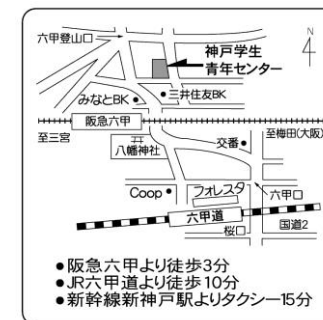 六甲登山口
N
4
神戸学生
青年センター
みなとBK
三井住友BK
阪急六甲
至三宮
至梅田(大阪)
八幡神社
交番
Coop
フォレスタ
六甲口
六甲道
桜口
国道2
●阪急六甲より徒歩3分
●JR六甲道より徒歩10分
●新幹線新神戸駅よりタクシー15分